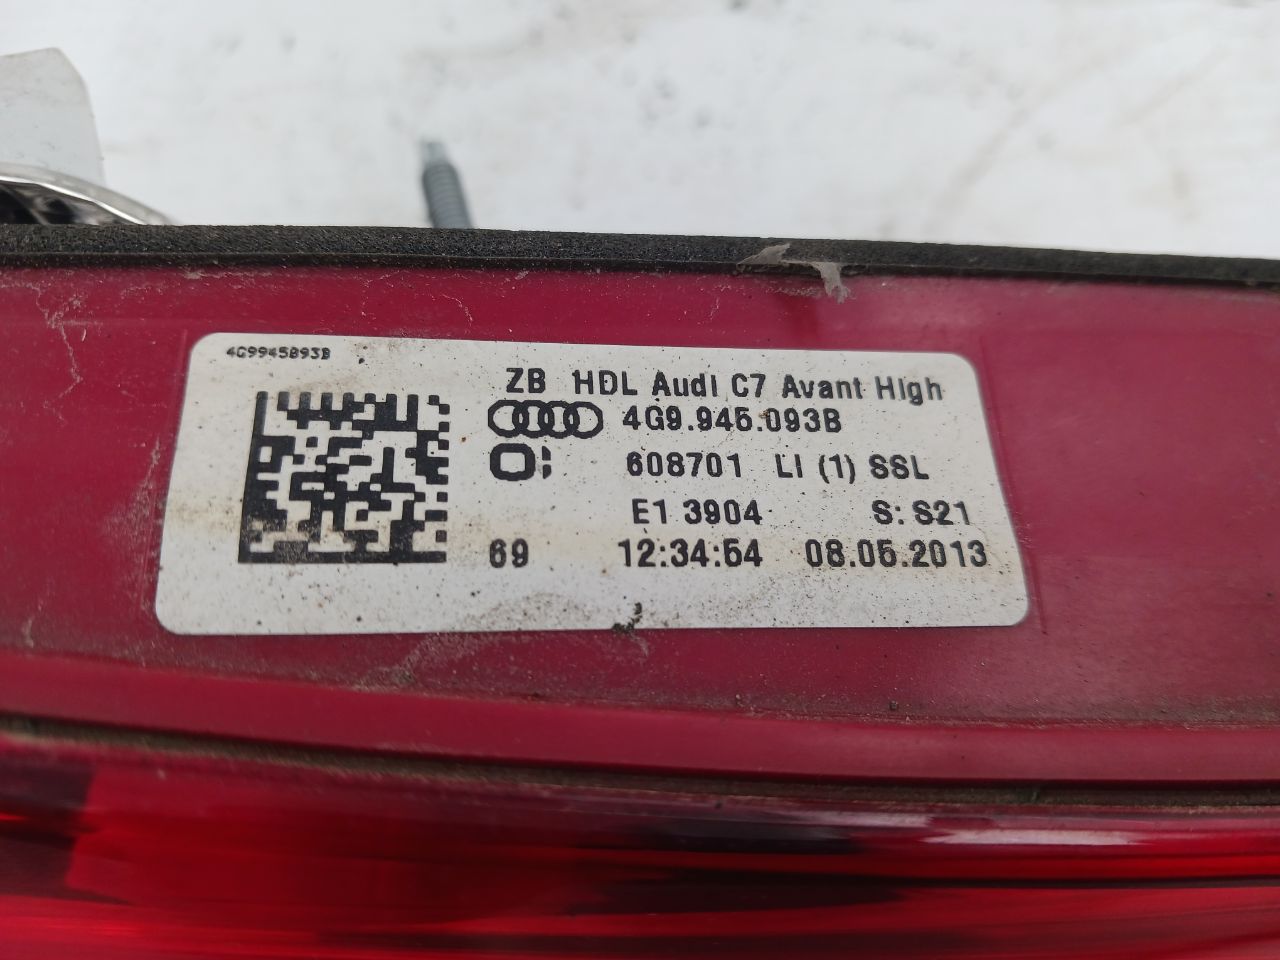 4G9945093B
ZB HDL Audi C7 Avant High
4G9.945.093B
608701 LI (1) SSL
E1 3904 S: S21
69 12:34:54 08.05.2013